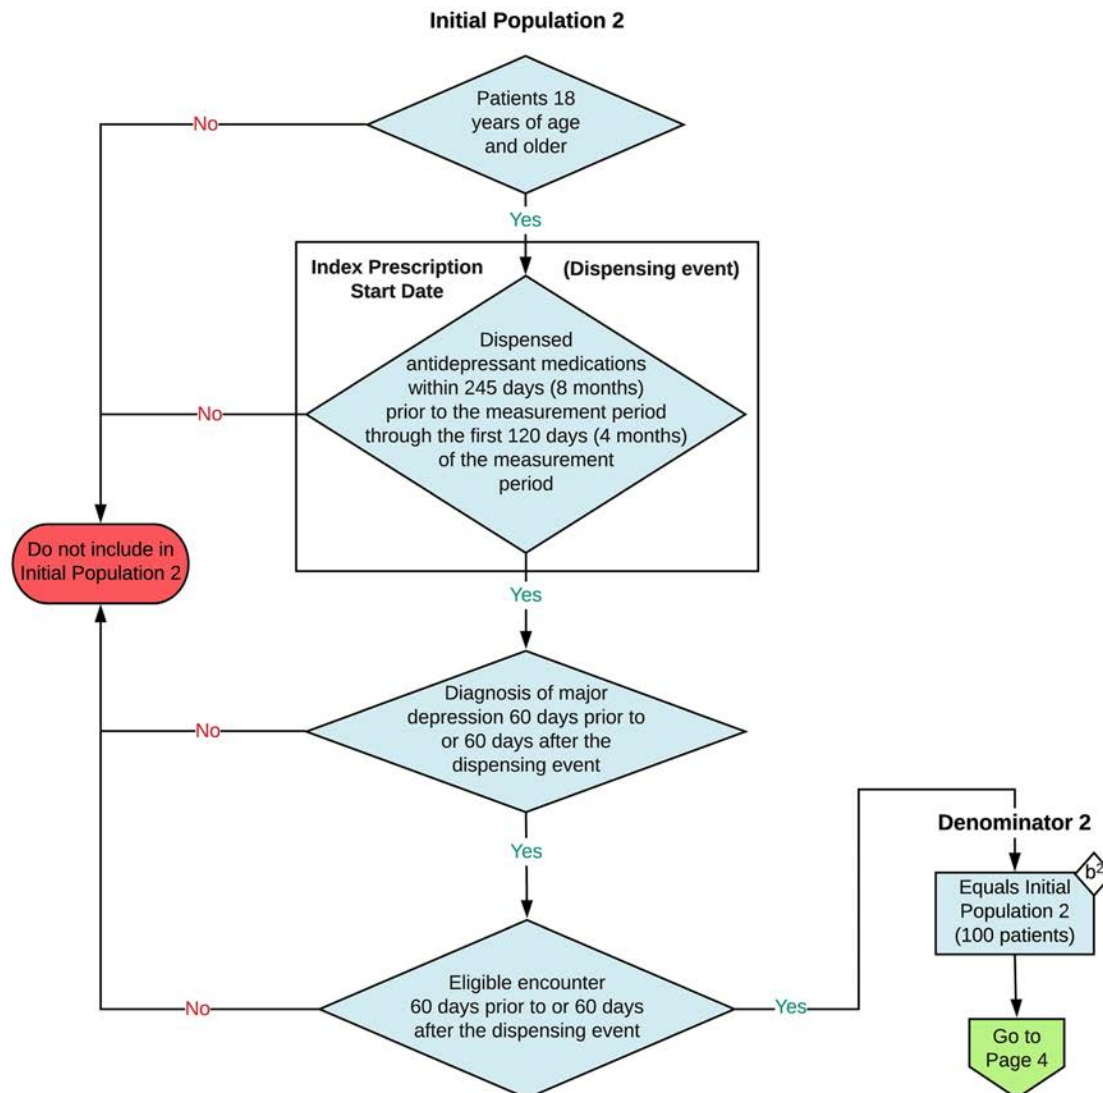 Initial Population 2
Patients 18
years of age
and older
No
Yes
Index Prescription
Start Date
(Dispensing event)
Dispensed
antidepressant medications
within 245 days (8 months)
prior to the measurement period
through the first 120 days (4 months)
of the measurement
period
No
Do not include in
Initial Population 2
Yes
Diagnosis of major
depression 60 days prior to
or 60 days after the
dispensing event
No
Yes
Denominator 2
b²
Equals Initial
Population 2
(100 patients)
Eligible encounter
60 days prior to or 60 days
after the dispensing event
No
Yes
Go to
Page 4